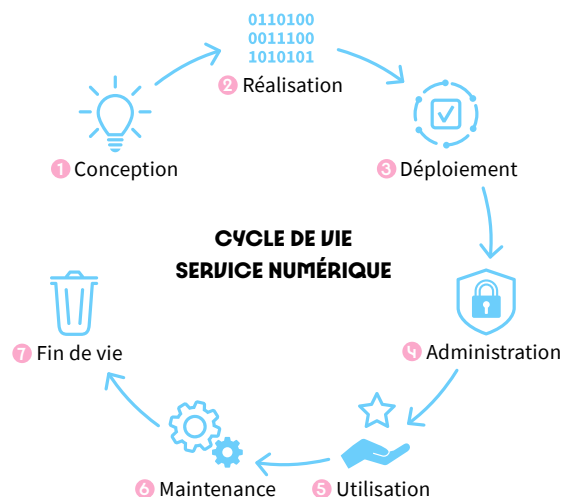 0110100
0011100
1010101
2 Réalisation
1 Conception
3 Déploiement
CYCLE DE VIE
SERVICE NUMÉRIQUE
7 Fin de vie
4 Administration
6 Maintenance
5 Utilisation